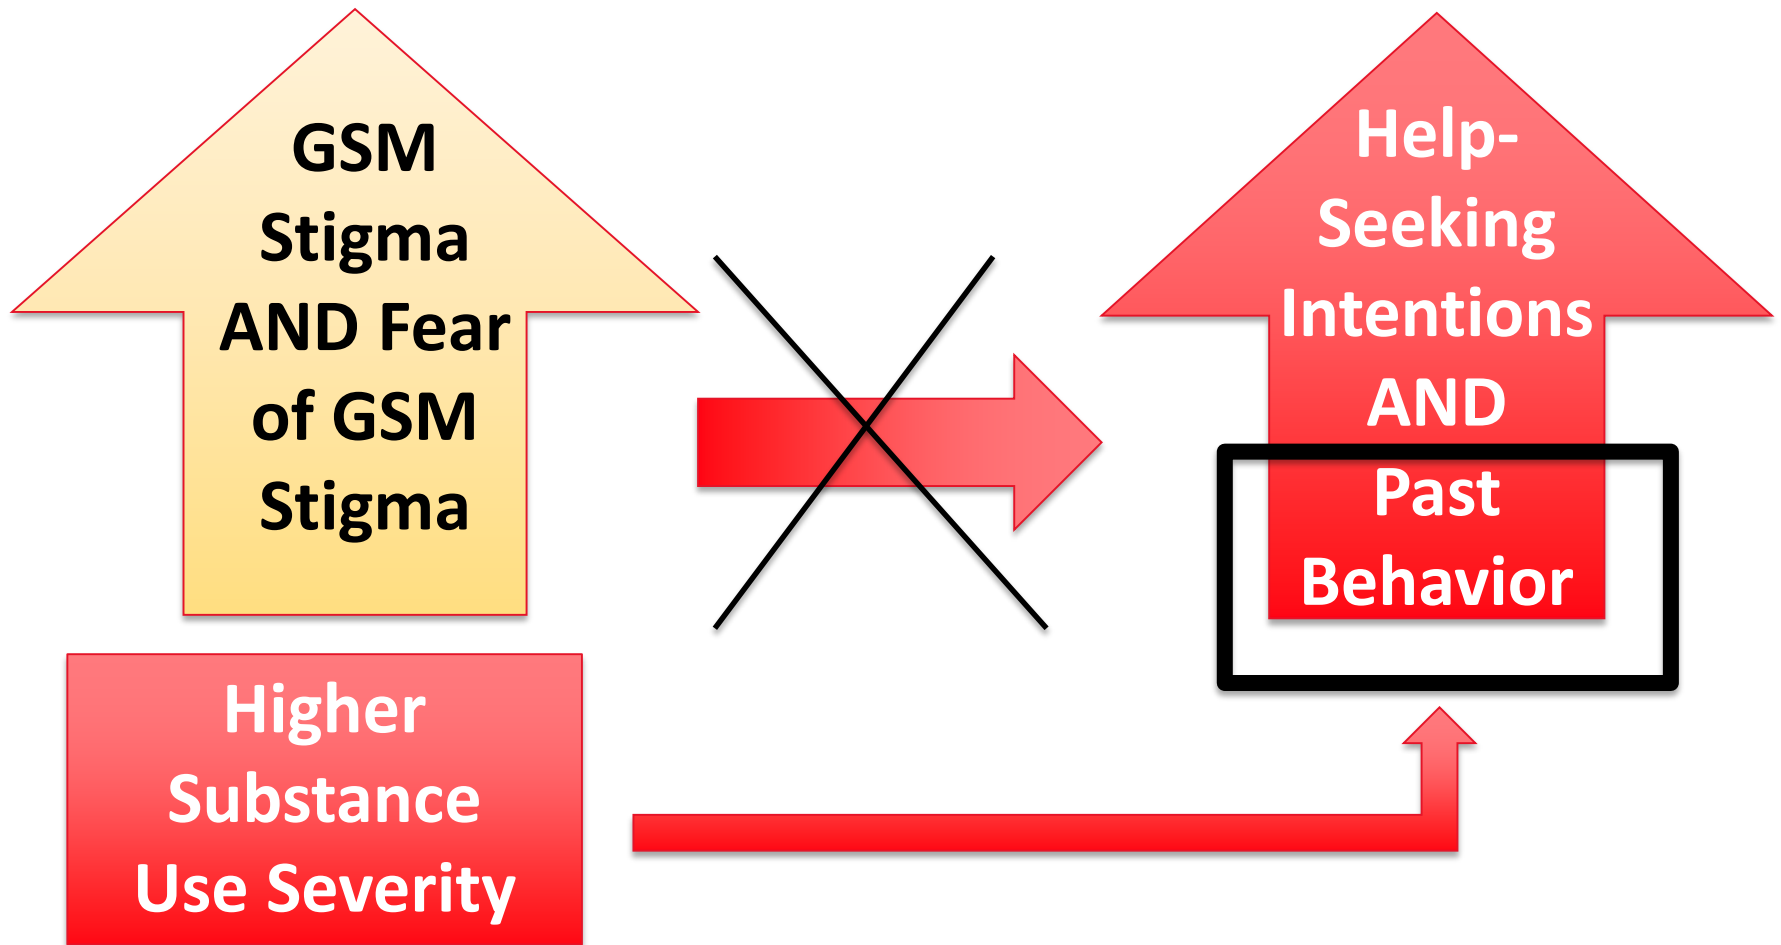 GSM
Stigma
AND Fear
of GSM
Stigma
Help-
Seeking
Intentions
AND
Past
Behavior
Higher
Substance
Use Severity